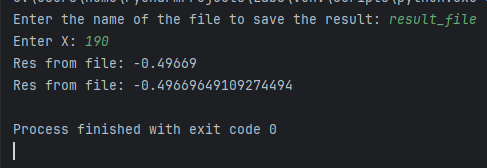 Enter the name of the file to save the result: result_file
Enter X: 190
Res from file: -0.49669
Res from file: -0.49669649109274494
Process finished with exit code 0